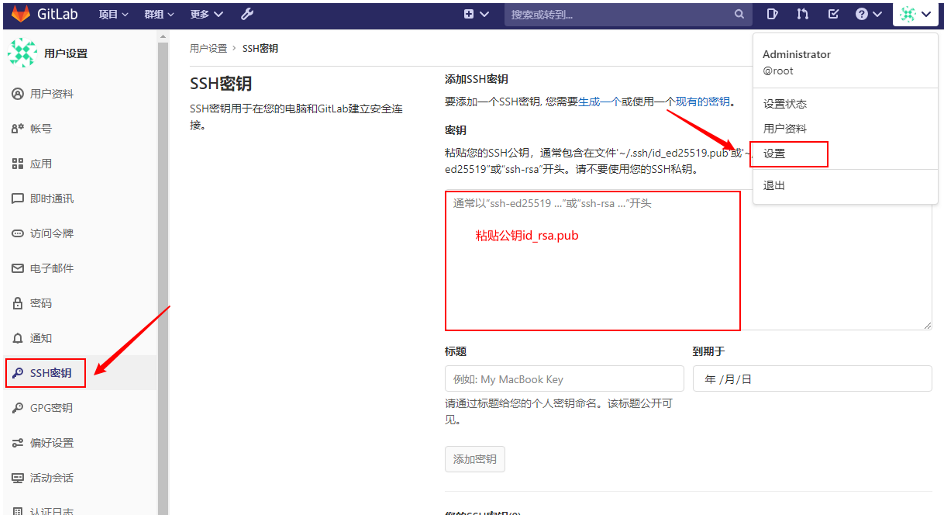 GitLab 项目 群组 更多 搜索或转到...
用户设置
用户资料
帐号
应用
即时通讯
访问令牌
电子邮件
密码
通知
SSH密钥
GPG密钥
偏好设置
活动会话
认证日志
用户设置 › SSH密钥
SSH密钥
SSH密钥用于在您的电脑和GitLab建立安全连
接。
添加SSH密钥
要添加一个SSH密钥, 您需要生成一个或使用一个现有的密钥。
密钥
粘贴您的SSH公钥，通常包含在文件'~/.ssh/id_ed25519.pub'或'~
ed25519"或"ssh-rsa"开头。请不要使用您的SSH私钥。
通常以"ssh-ed25519 ..."或"ssh-rsa ..."开头
粘贴公钥id_rsa.pub
标题
例如: My MacBook Key
请通过标题给您的个人密钥命名。该标题公开可
见。
到期于
年 /月/日
添加密钥
您的SSH密钥(0)
Administrator
@root
设置状态
用户资料
设置
退出